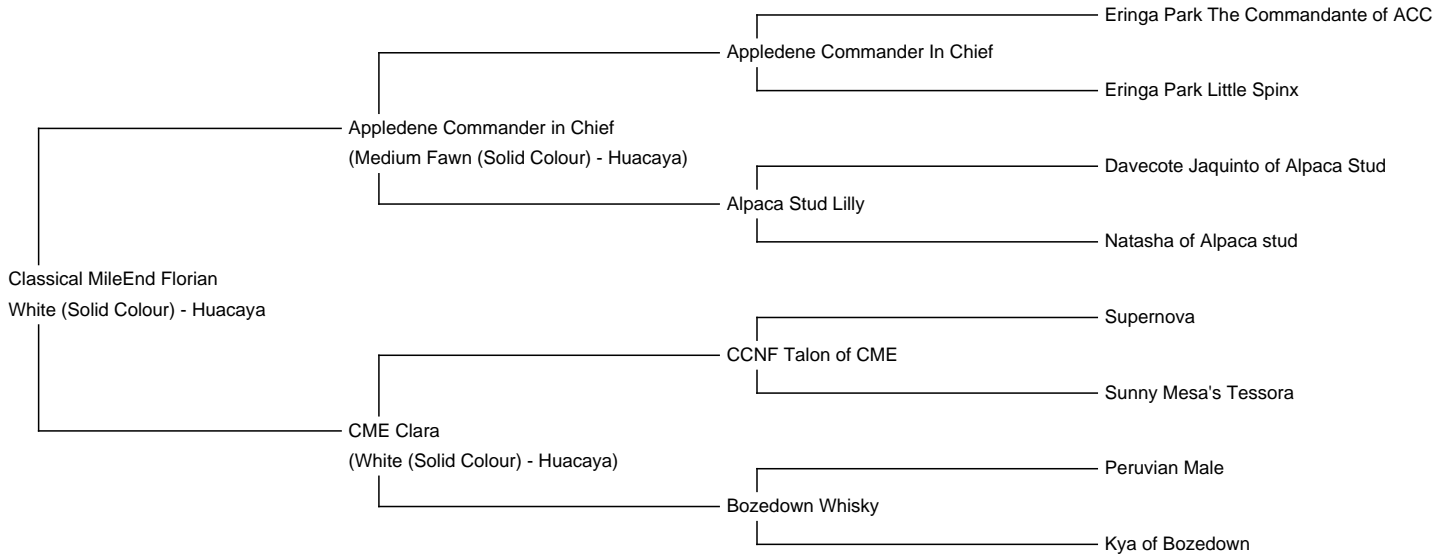 Eringa Park The Commandante of ACC
Appledene Commander In Chief
Eringa Park Little Spinx
Appledene Commander in Chief
(Medium Fawn (Solid Colour) - Huacaya)
Davecote Jaquinto of Alpaca Stud
Alpaca Stud Lilly
Natasha of Alpaca stud
Classical MileEnd Florian
White (Solid Colour) - Huacaya
Supernova
CCNF Talon of CME
Sunny Mesa's Tessora
CME Clara
(White (Solid Colour) - Huacaya)
Peruvian Male
Bozedown Whisky
Kya of Bozedown